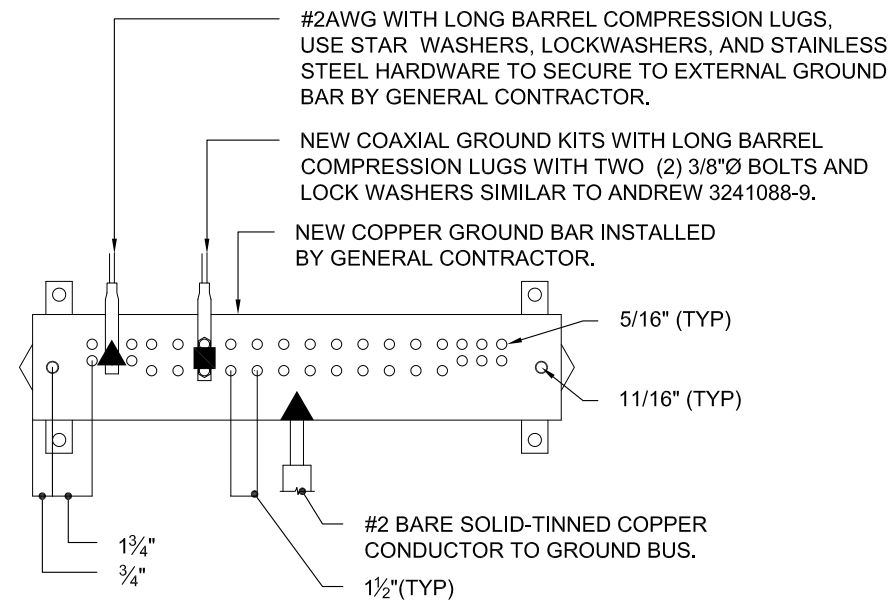 #2AWG WITH LONG BARREL COMPRESSION LUGS,
USE STAR WASHERS, LOCKWASHERS, AND STAINLESS
STEEL HARDWARE TO SECURE TO EXTERNAL GROUND
BAR BY GENERAL CONTRACTOR.
NEW COAXIAL GROUND KITS WITH LONG BARREL
COMPRESSION LUGS WITH TWO (2) 3/8"Ø BOLTS AND
LOCK WASHERS SIMILAR TO ANDREW 3241088-9.
NEW COPPER GROUND BAR INSTALLED
BY GENERAL CONTRACTOR.
5/16" (TYP)
11/16" (TYP)
#2 BARE SOLID-TINNED COPPER
CONDUCTOR TO GROUND BUS.
1¾"
¾"
1½"(TYP)